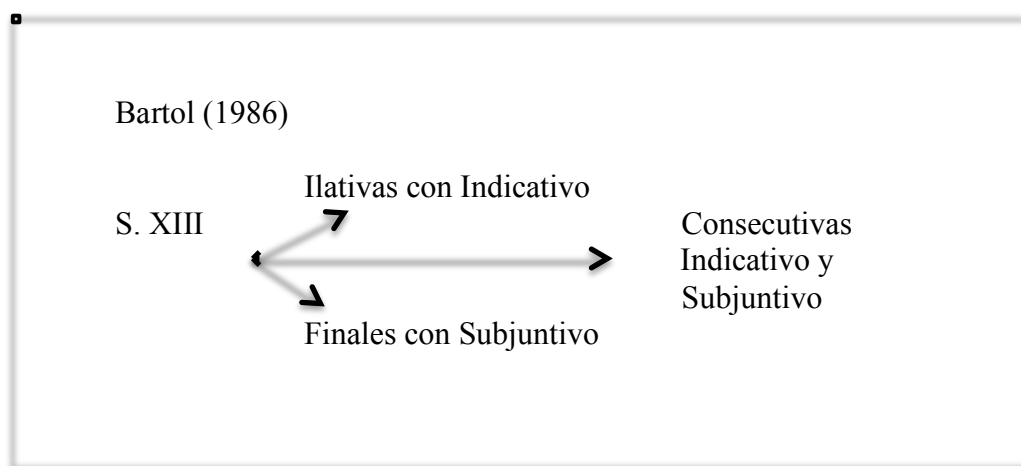 Bartol (1986)
Ilativas con Indicativo
S. XIII
Consecutivas
Indicativo y
Subjuntivo
Finales con Subjuntivo